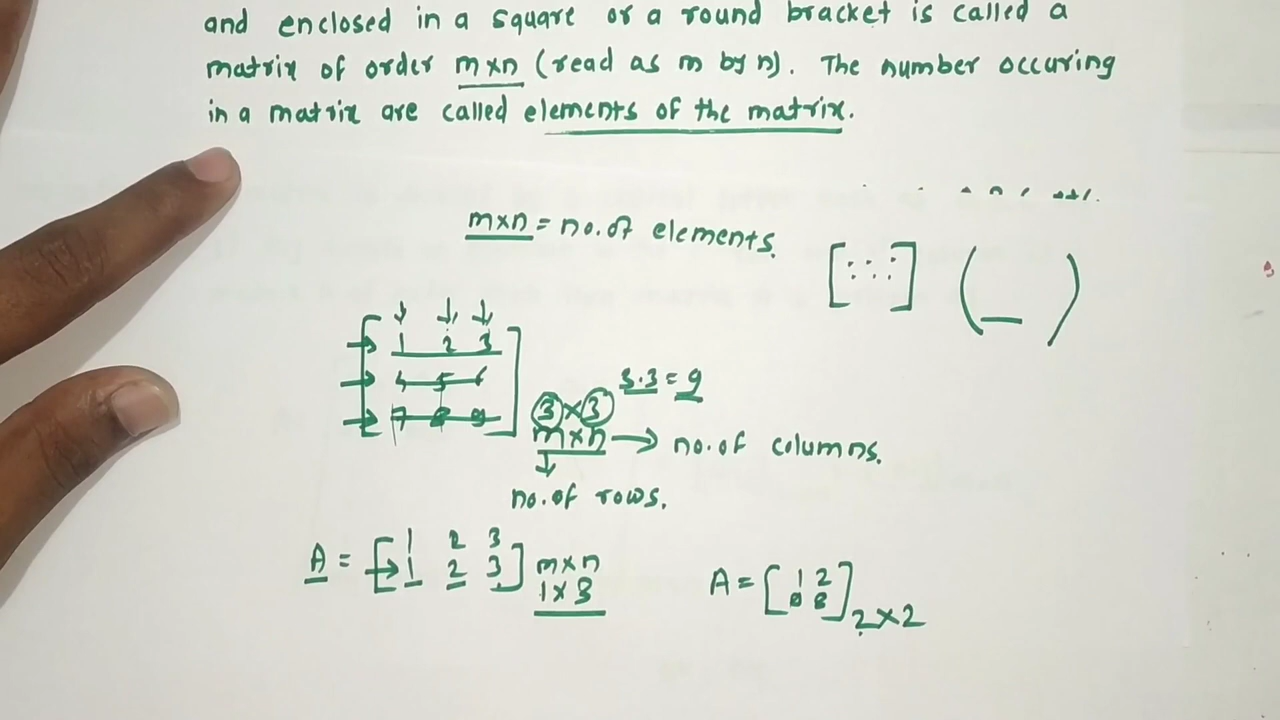 and enclosed in a square or a round bracket is called a
matrix of order m×n (read as m by n). The number occuring
in a matrix are called elements of the matrix.
m×n = no. of elements.
[ ] ( )
1 2 3
4 5 6
7 8 9
3×3
3.3 = 9
m×n → no. of columns.
no. of rows.
1 2 3
A = [1 2 3] m×n
1×3
A = [1 2
8] 2×2